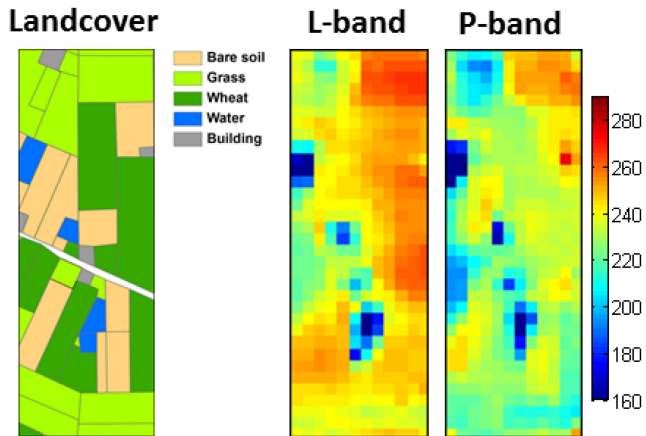 Landcover
L-band
P-band
Bare soil
Grass
Wheat
Water
Building
280
260
240
220
200
180
160